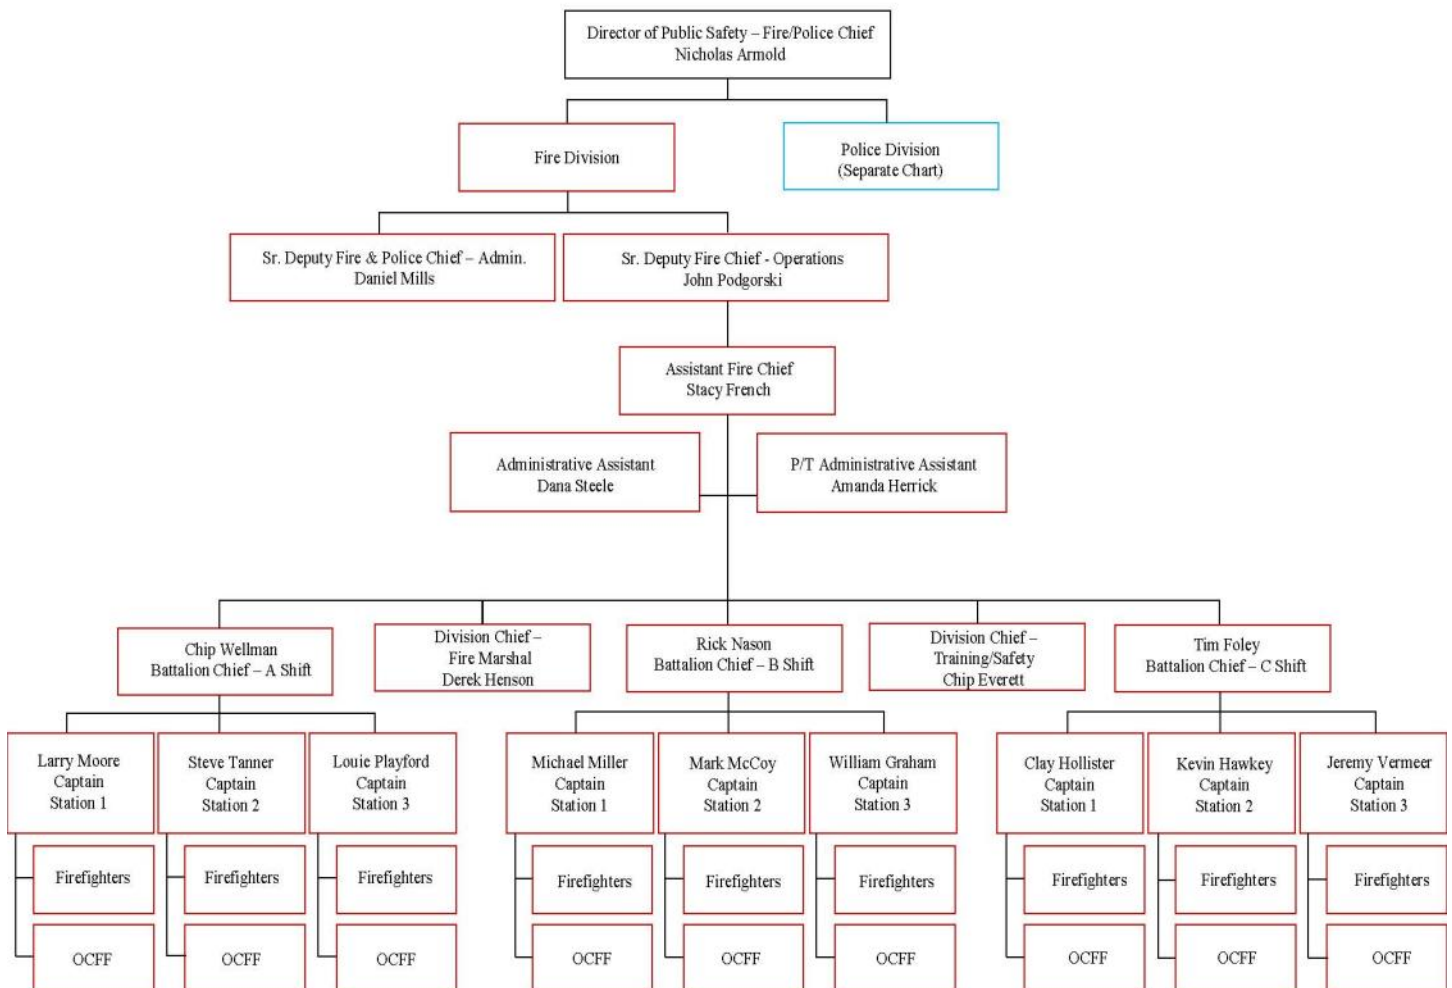 Director of Public Safety – Fire/Police Chief
Nicholas Armold
Fire Division
Police Division
(Separate Chart)
Sr. Deputy Fire & Police Chief – Admin.
Daniel Mills
Sr. Deputy Fire Chief - Operations
John Podgorski
Assistant Fire Chief
Stacy French
Administrative Assistant
Dana Steele
P/T Administrative Assistant
Amanda Herrick
Chip Wellman
Battalion Chief – A Shift
Division Chief –
Fire Marshal
Derek Henson
Rick Nason
Battalion Chief – B Shift
Division Chief –
Training/Safety
Chip Everett
Tim Foley
Battalion Chief – C Shift
Larry Moore
Captain
Station 1
Steve Tanner
Captain
Station 2
Louie Playford
Captain
Station 3
Michael Miller
Captain
Station 1
Mark McCoy
Captain
Station 2
William Graham
Captain
Station 3
Clay Hollister
Captain
Station 1
Kevin Hawkey
Captain
Station 2
Jeremy Vermeer
Captain
Station 3
Firefighters
Firefighters
Firefighters
Firefighters
Firefighters
Firefighters
Firefighters
Firefighters
Firefighters
OCFF
OCFF
OCFF
OCFF
OCFF
OCFF
OCFF
OCFF
OCFF